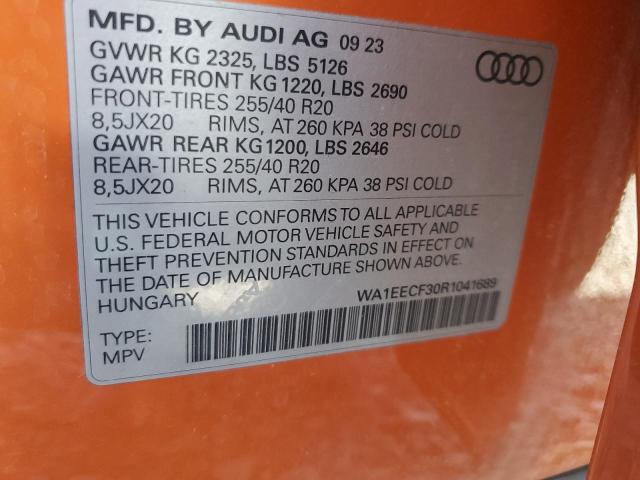 MFD. BY AUDI AG 09 23
GVWR KG 2325, LBS 5126
GAWR FRONT KG 1220, LBS 2690
FRONT-TIRES 255/40 R20
8,5JX20 RIMS, AT 260 KPA 38 PSI COLD
GAWR REAR KG 1200, LBS 2646
REAR-TIRES 255/40 R20
8,5JX20 RIMS, AT 260 KPA 38 PSI COLD
THIS VEHICLE CONFORMS TO ALL APPLICABLE
U.S. FEDERAL MOTOR VEHICLE SAFETY AND
THEFT PREVENTION STANDARDS IN EFFECT ON
THE DATE OF MANUFACTURE SHOWN ABOVE.
HUNGARY
WA1EECF30R1041689
TYPE:
MPV